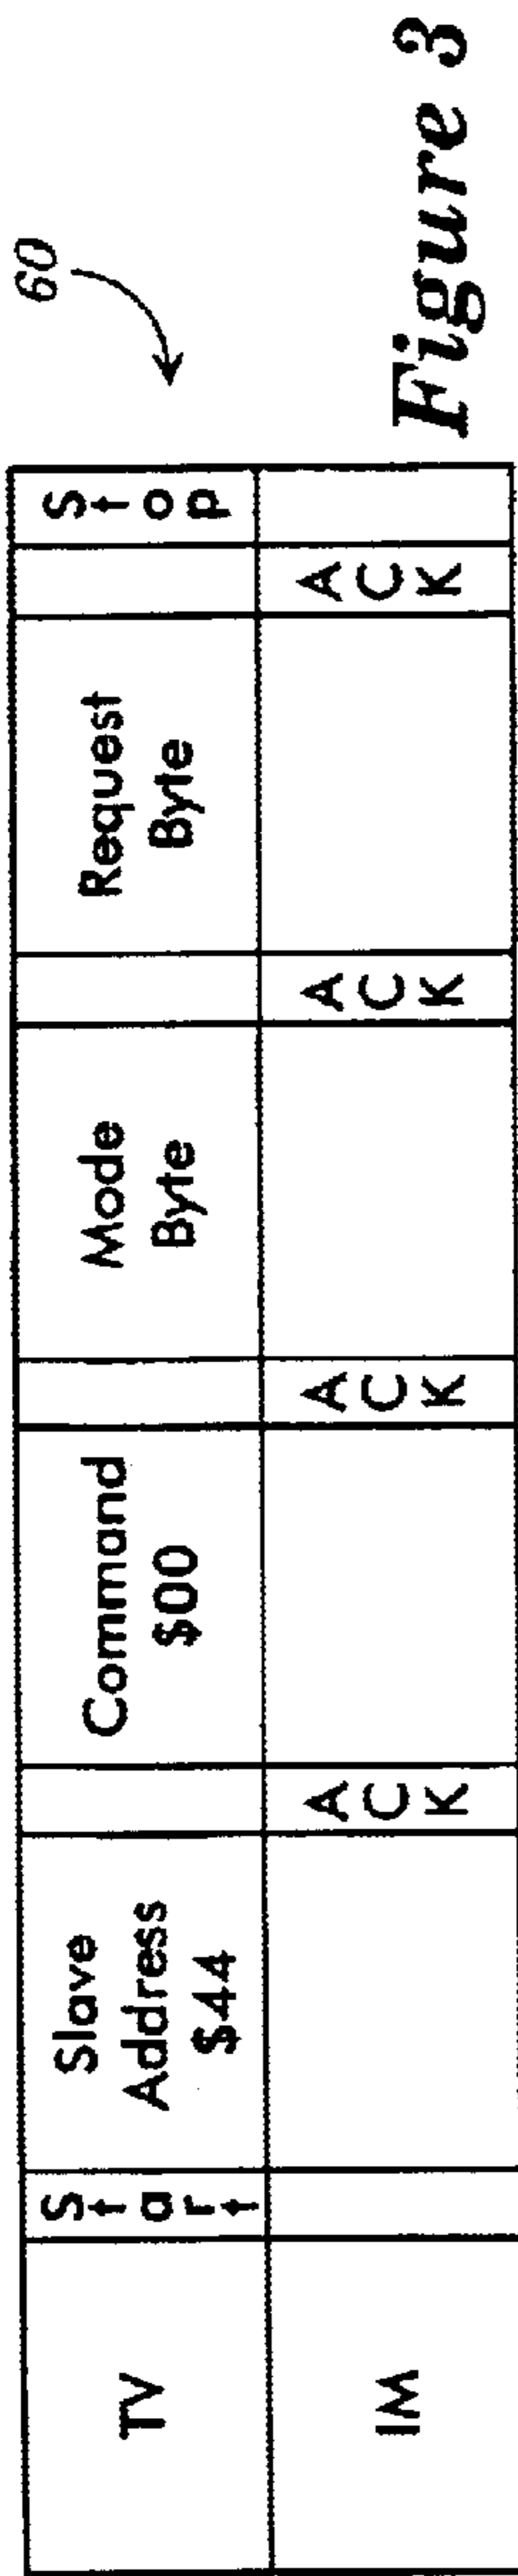 60
TV
Start
Slave
Address
$44
Command
$00
Mode
Byte
Request
Byte
Stop
IM
ACK
ACK
ACK
ACK
Figure 3